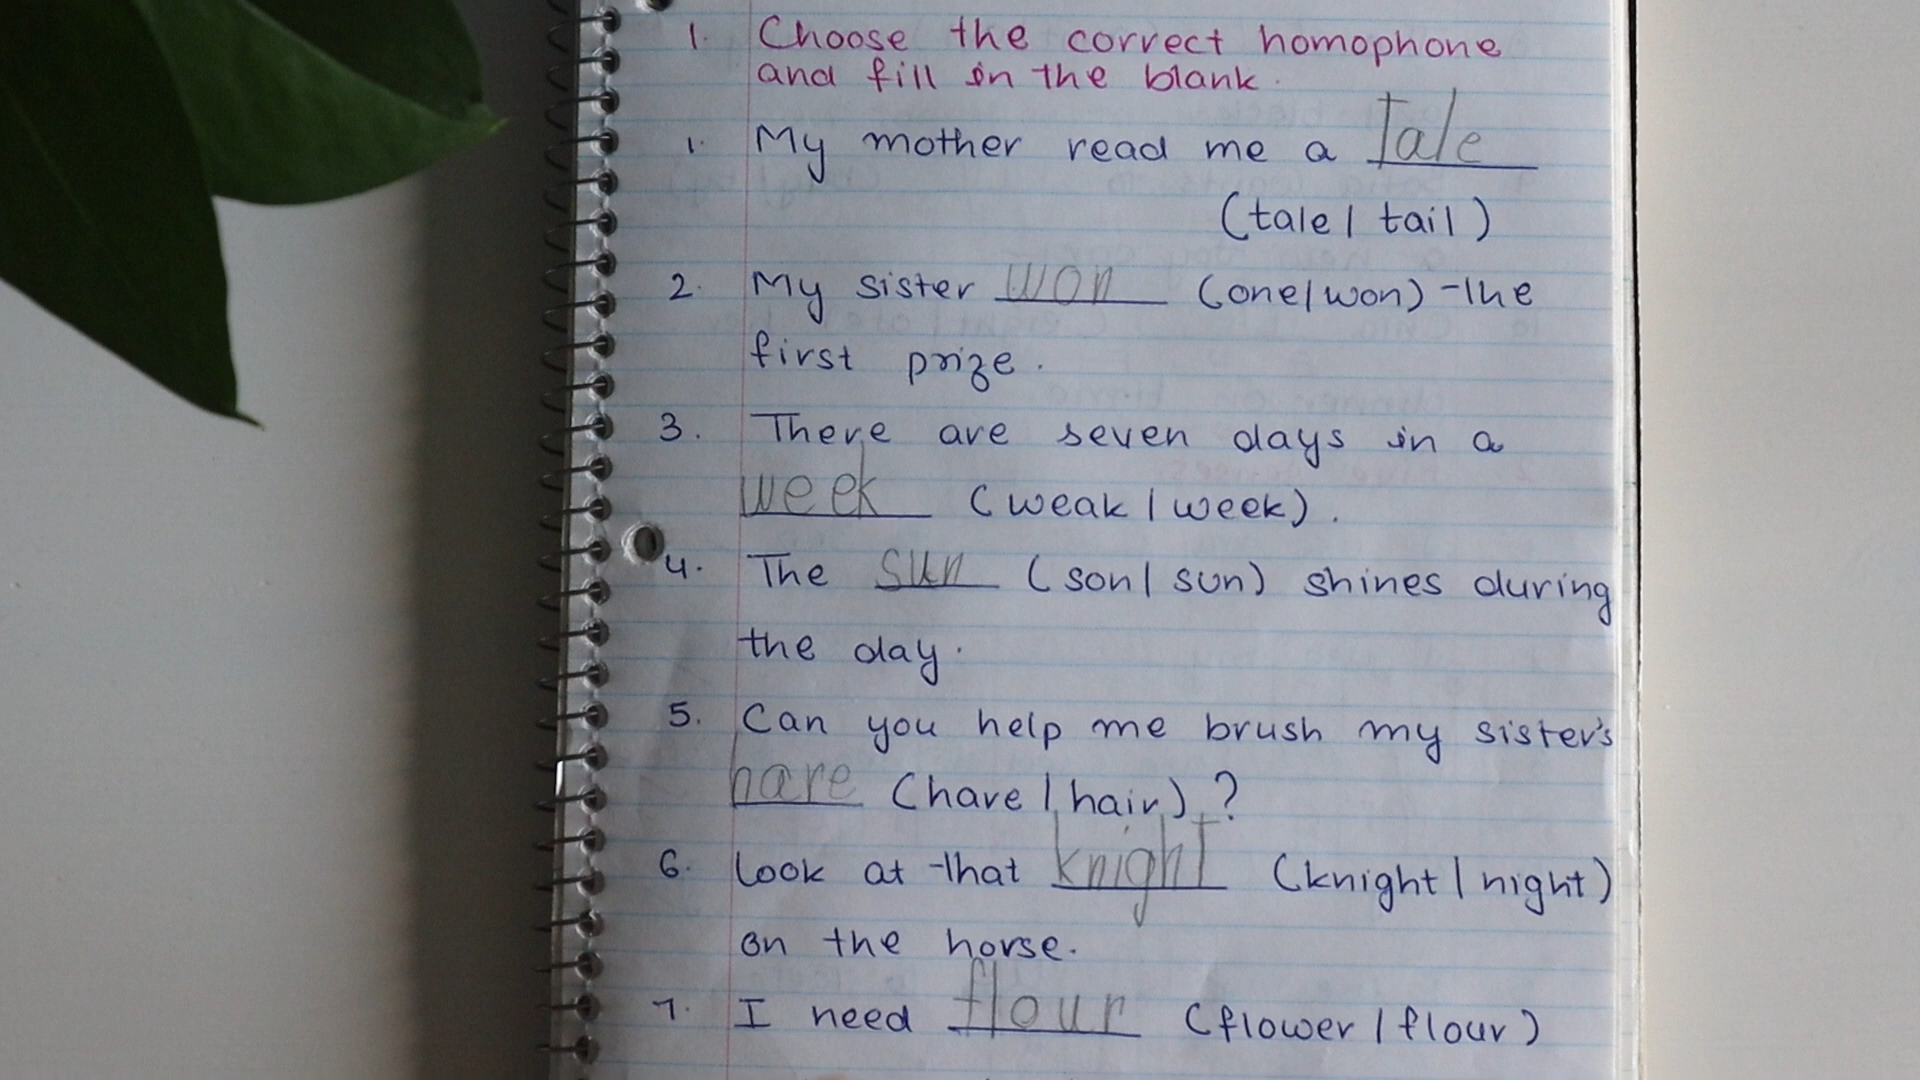 1. Choose the correct homophone
and fill in the blank.
1. My mother read me a tale
(tale | tail)
2. My sister won (one | won) the
first prize.
3. There are seven days in a
week (weak | week).
4. The sun (son | sun) shines during
the day.
5. Can you help me brush my sister's
hare (hare | hair)?
6. Look at that knight (knight | night)
on the horse.
7. I need flour (flower | flour)